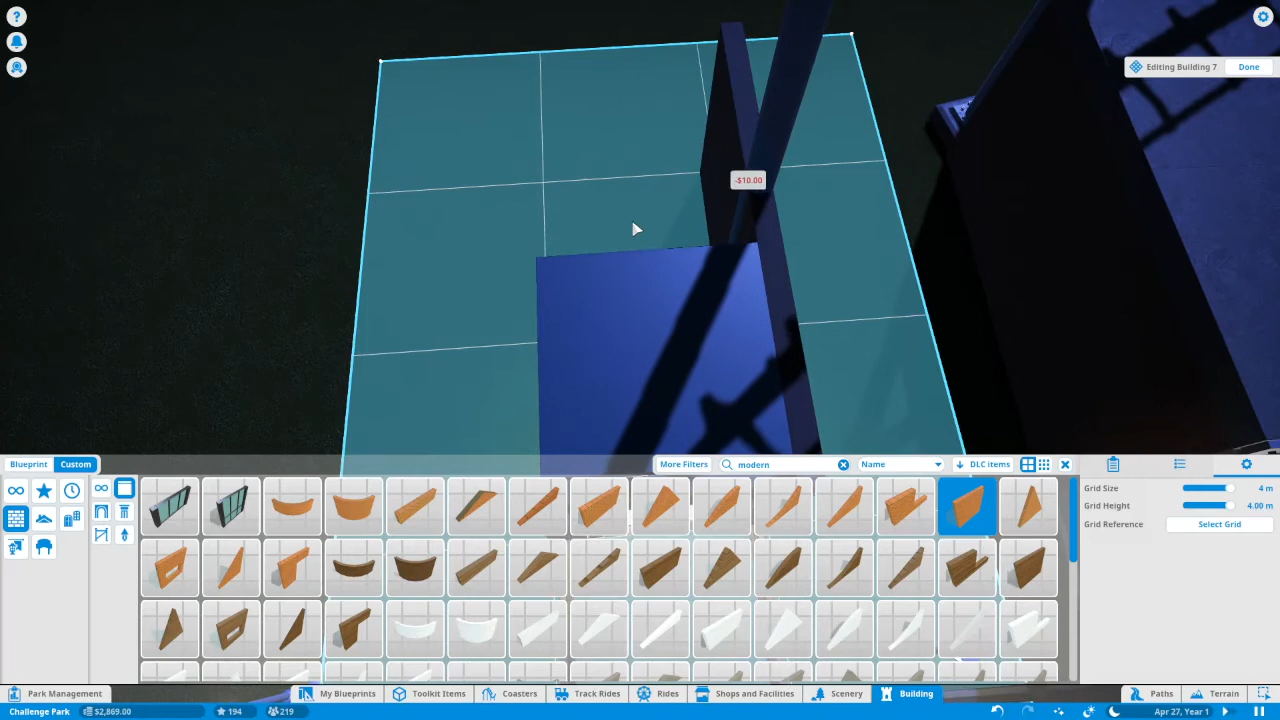 ?
Editing Building 7 Done
-$10.00
Blueprint Custom More Filters modern Name DLC items
Grid Size 4 m
Grid Height 4.00 m
Grid Reference Select Grid
Park Management My Blueprints Toolkit Items Coasters Track Rides Rides Shops and Facilities Scenery Building Paths Terrain
Challenge Park $2,869.00 194 219 Apr 27, Year 1